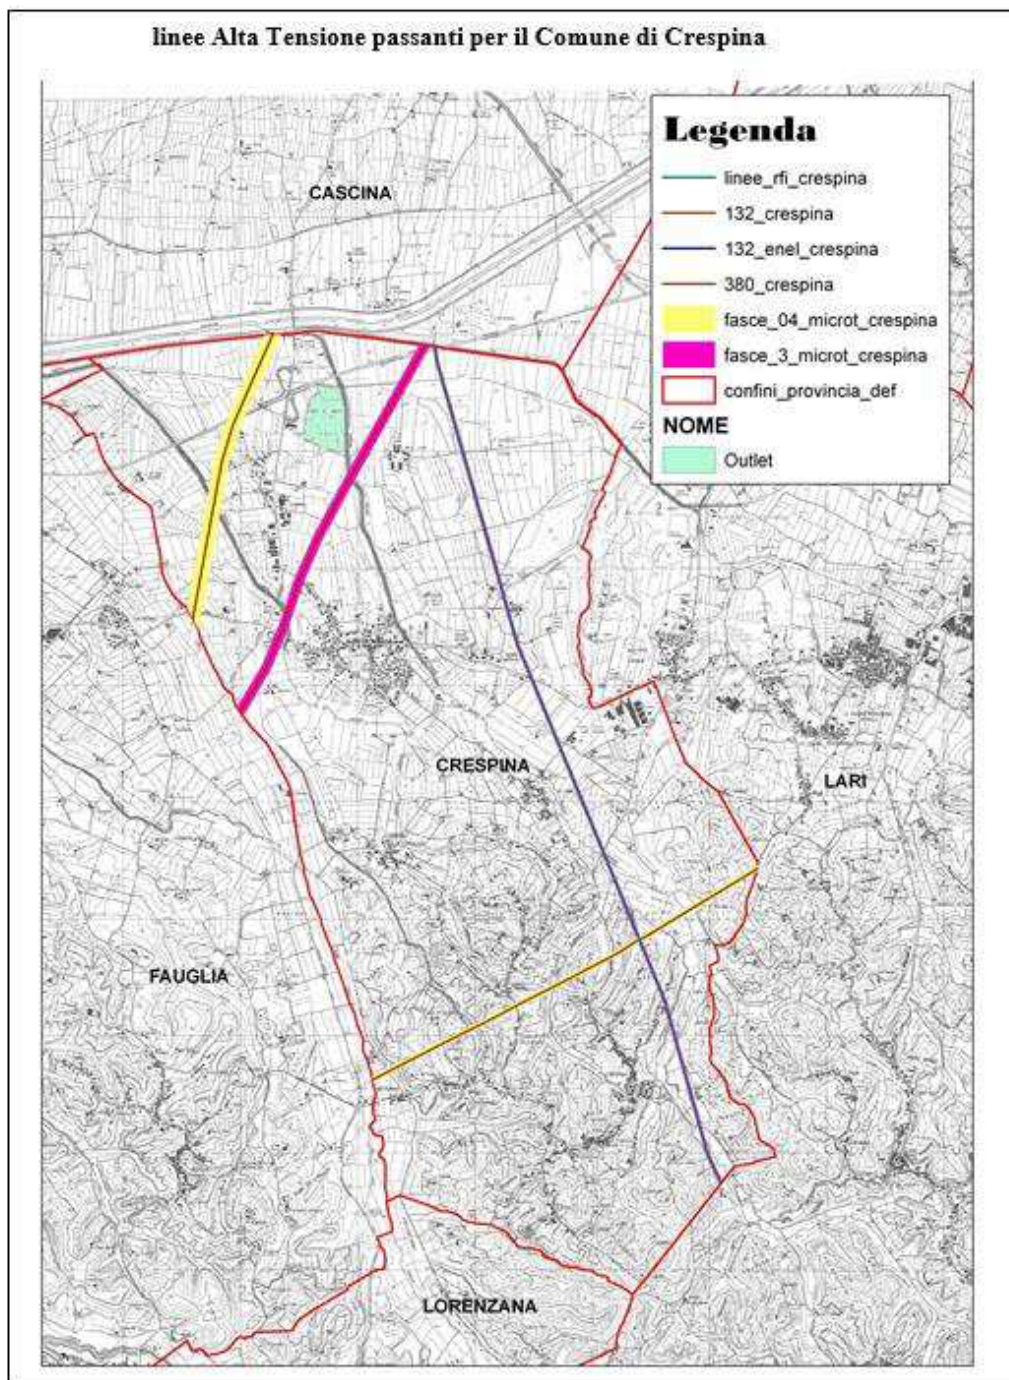 linee Alta Tensione passanti per il Comune di Crespina
Legenda
linee_rfi_crespina
132_crespina
132_enel_crespina
380_crespina
fasce_04_microt_crespina
fasce_3_microt_crespina
confini_provincia_def
NOME
Outlet
CASCINA
CRESPINA
LARI
FAUGLIA
LORENZANA